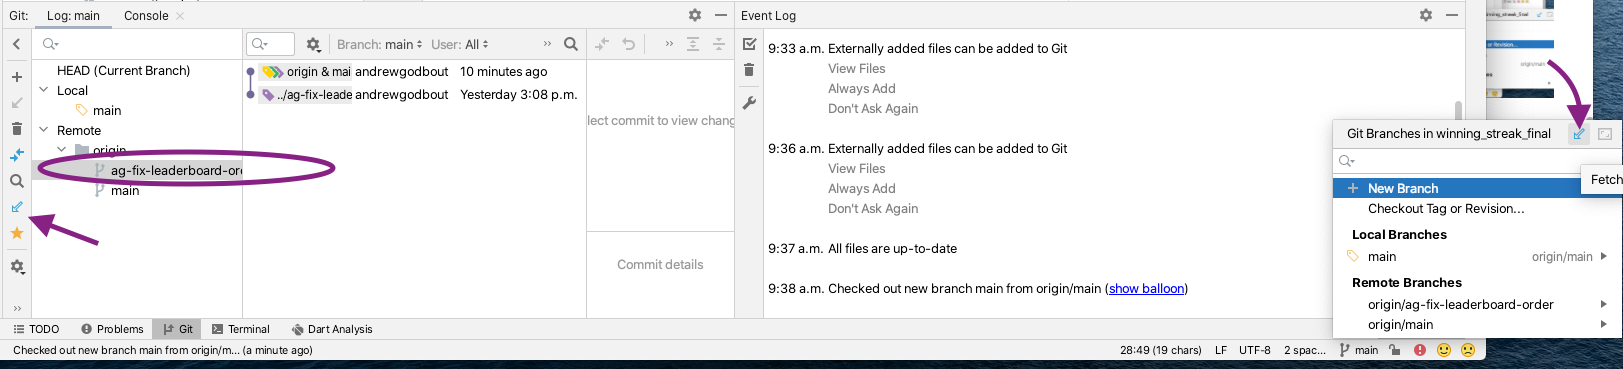 Git: Log: main Console
HEAD (Current Branch)
Local
main
Remote
origin
ag-fix-leaderboard-ord
main
Branch: main User: All
origin & mai andrewgodbout 10 minutes ago
../ag-fix-leade andrewgodbout Yesterday 3:08 p.m.
lect commit to view chang
Commit details
Event Log
9:33 a.m. Externally added files can be added to Git
View Files
Always Add
Don't Ask Again
9:36 a.m. Externally added files can be added to Git
View Files
Always Add
Don't Ask Again
9:37 a.m. All files are up-to-date
9:38 a.m. Checked out new branch main from origin/main (show balloon)
winning_streak_final
origin/main
Git Branches in winning_streak_final
Fetch
New Branch
Checkout Tag or Revision...
Local Branches
main origin/main
Remote Branches
origin/ag-fix-leaderboard-order
origin/main
TODO Problems Git Terminal Dart Analysis
Checked out new branch main from origin/m... (a minute ago)
28:49 (19 chars) LF UTF-8 2 spac... main